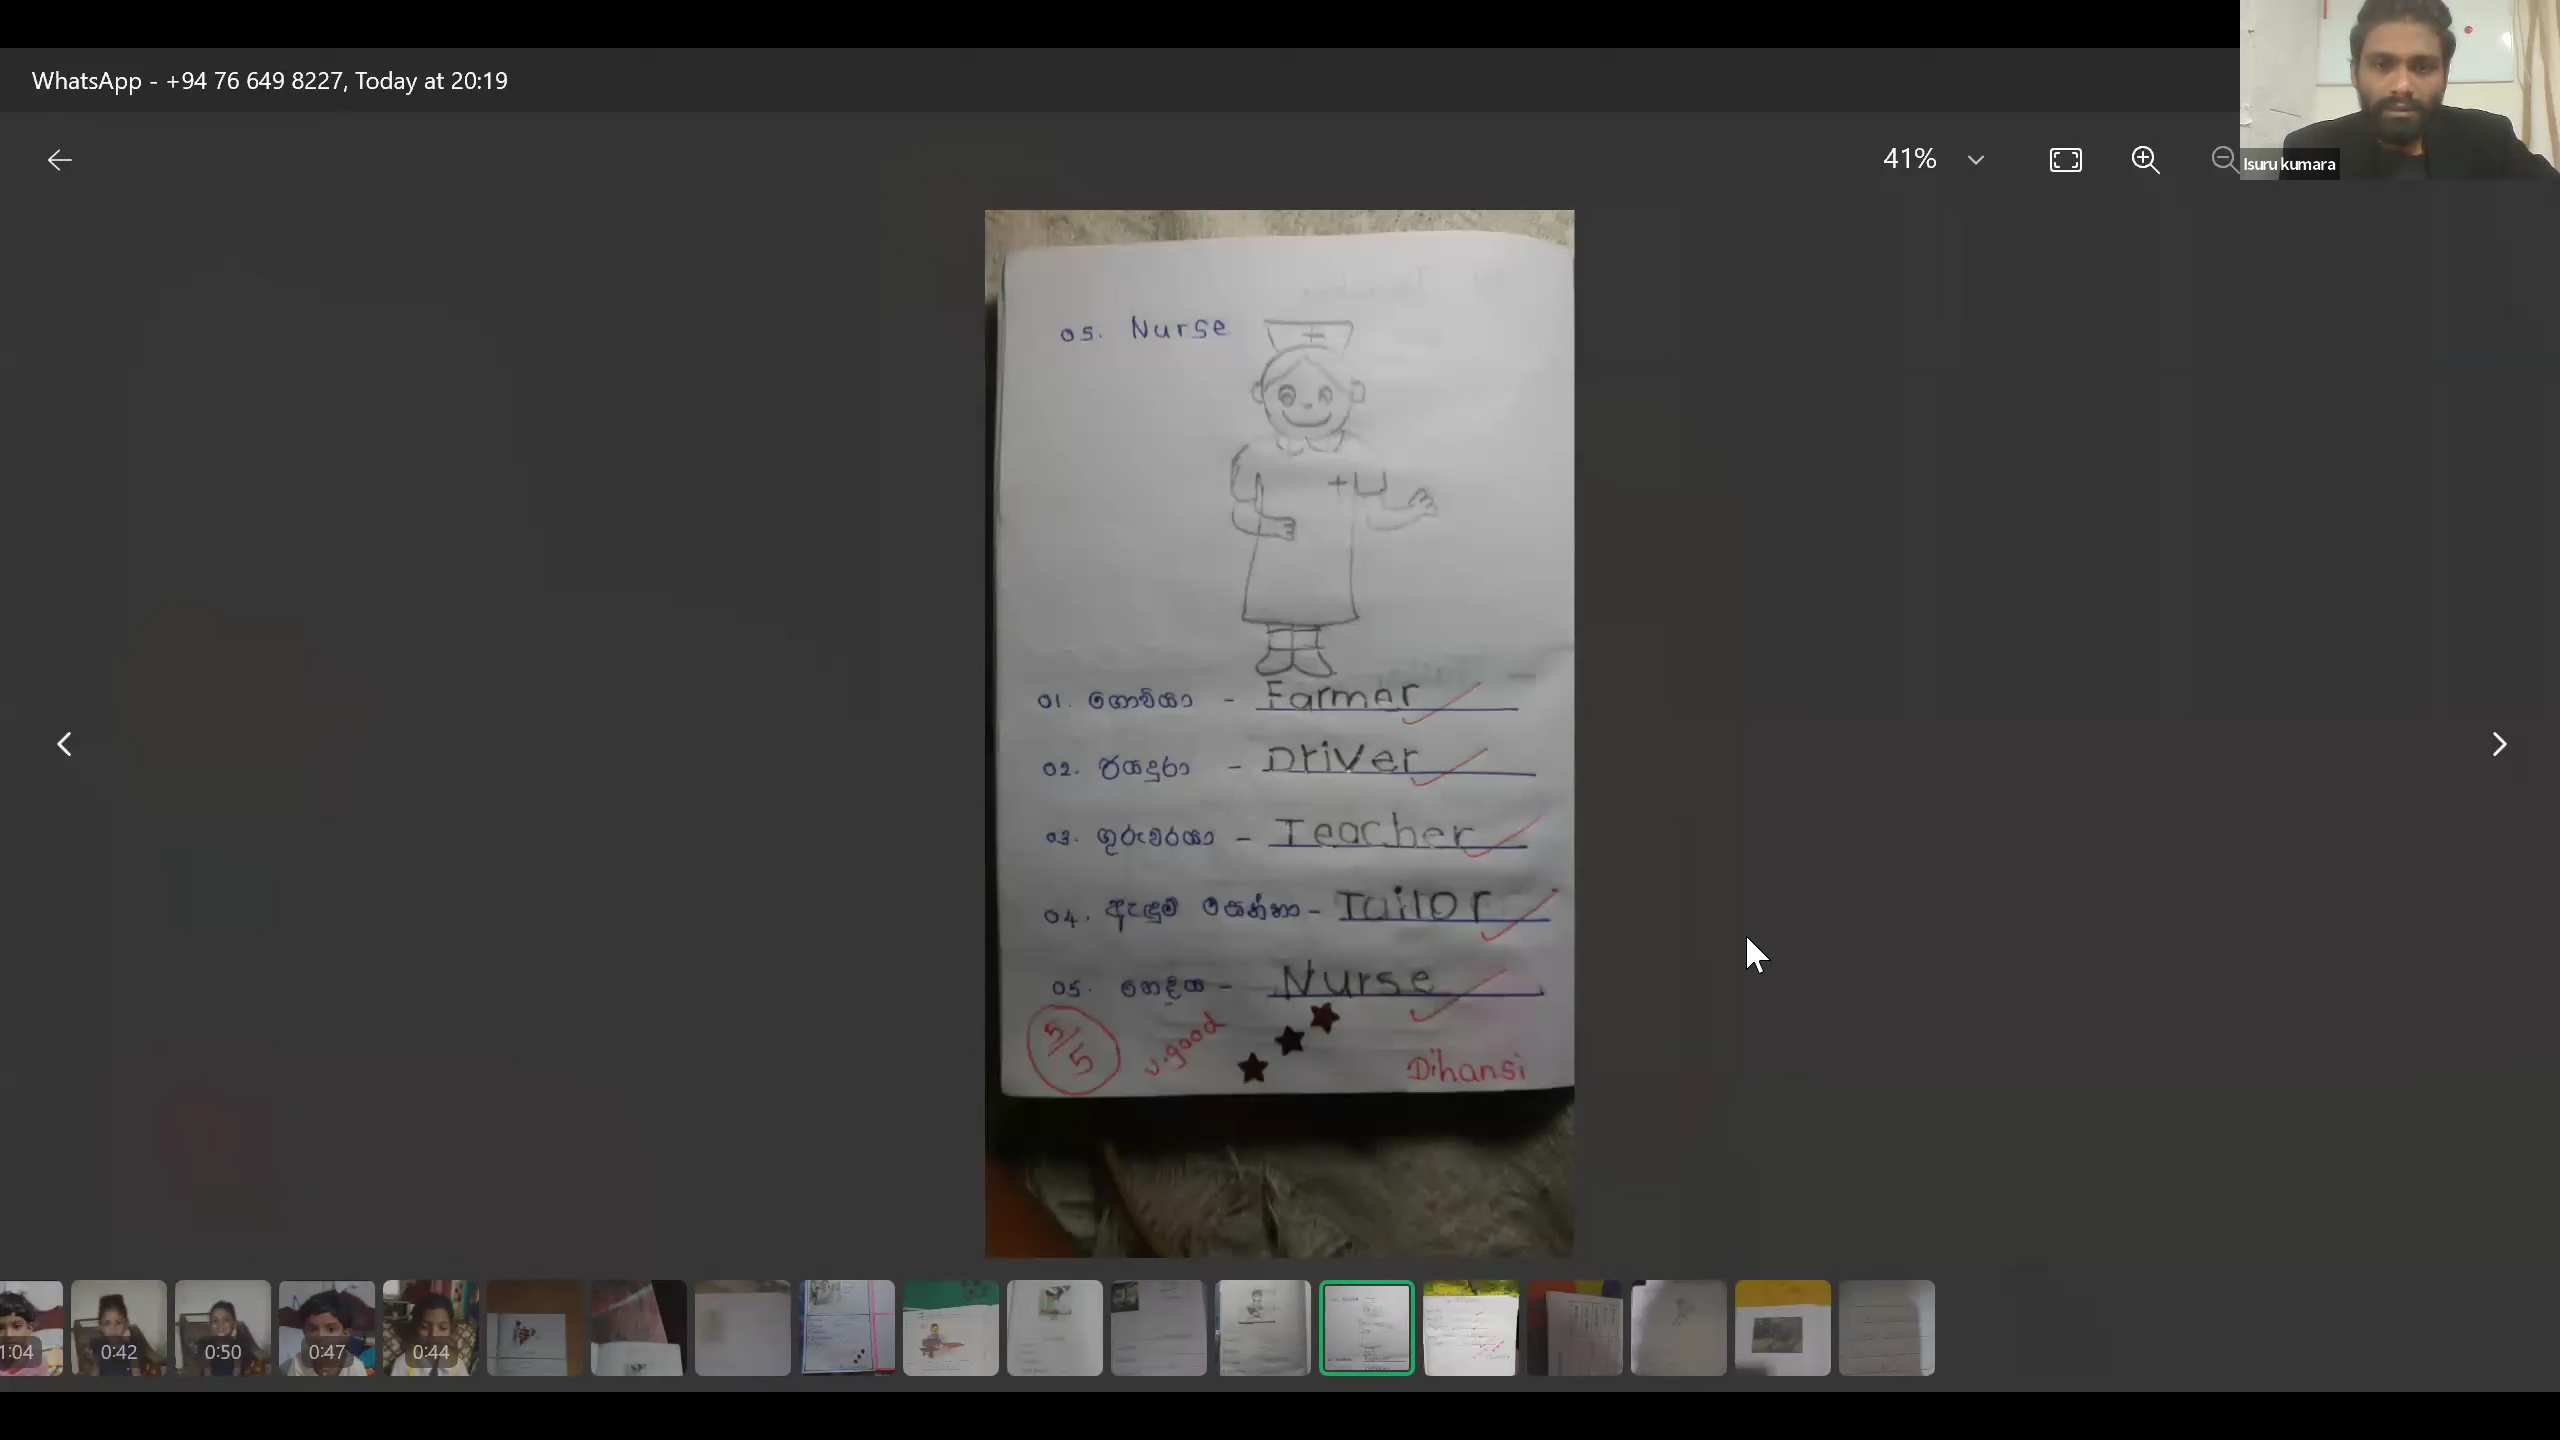 WhatsApp - +94 76 649 8227, Today at 20:19
41%
Isuru kumara
05. Nurse
01. ගොවියා - Farmer
02. රියදුරා - Driver
03. ගුරුවරයා - Teacher
04. ඇඳුම් මසන්නා - Tailor
05. හෙදිය - Nurse
5/5
v.good
Dihansi
1:04
0:42
0:50
0:47
0:44